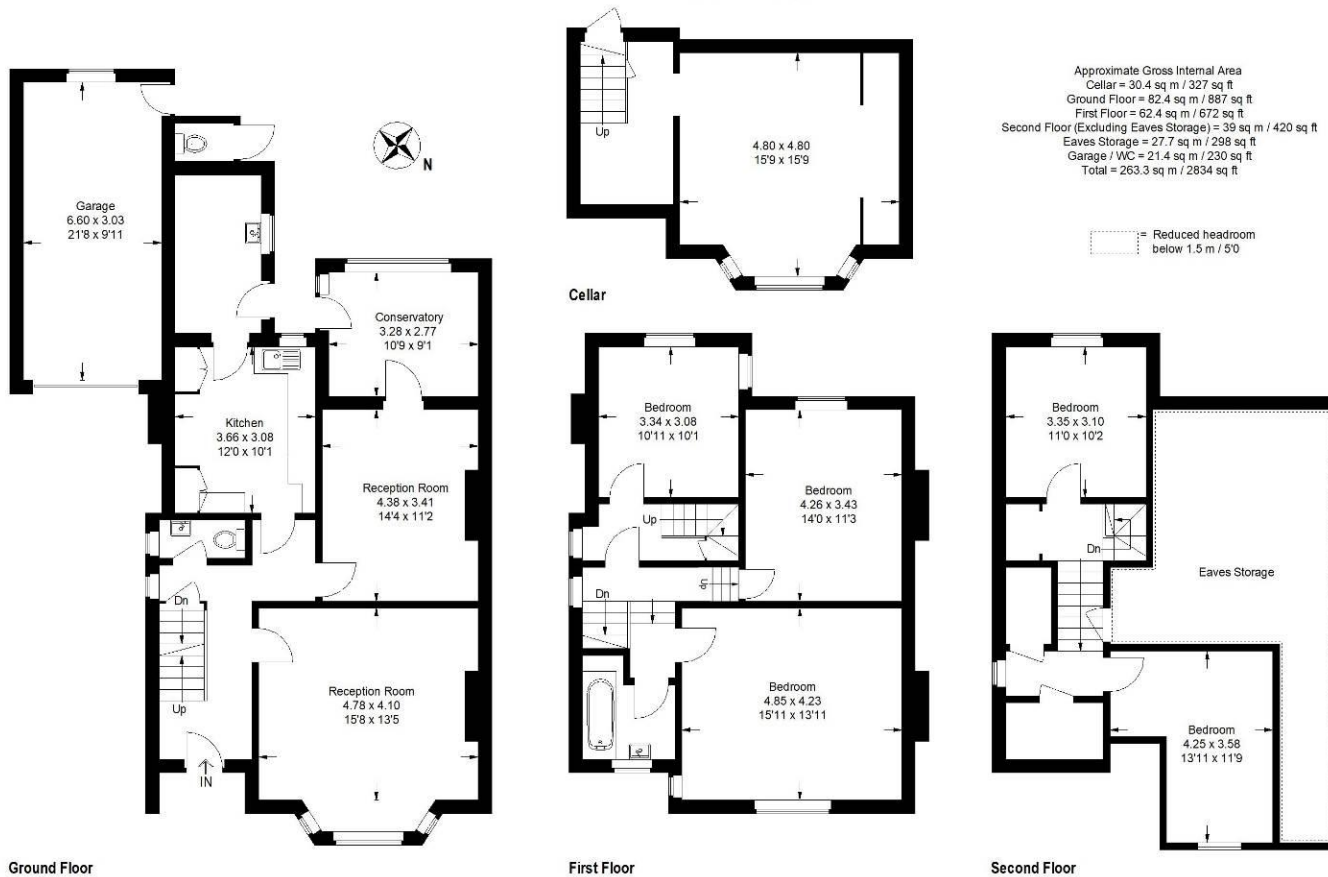 Approximate Gross Internal Area
Cellar = 30.4 sq m / 327 sq ft
Ground Floor = 82.4 sq m / 887 sq ft
First Floor = 62.4 sq m / 672 sq ft
Second Floor (Excluding Eaves Storage) = 39 sq m / 420 sq ft
Eaves Storage = 27.7 sq m / 298 sq ft
Garage / WC = 21.4 sq m / 230 sq ft
Total = 263.3 sq m / 2834 sq ft
= Reduced headroom
below 1.5 m / 5'0
N
Garage
6.60 x 3.03
21'8 x 9'11
Conservatory
3.28 x 2.77
10'9 x 9'1
Kitchen
3.66 x 3.08
12'0 x 10'1
Reception Room
4.38 x 3.41
14'4 x 11'2
Dn
Up
Reception Room
4.78 x 4.10
15'8 x 13'5
IN
Ground Floor
Up
4.80 x 4.80
15'9 x 15'9
Cellar
Bedroom
3.34 x 3.08
10'11 x 10'1
Bedroom
4.26 x 3.43
14'0 x 11'3
Up
Up
Dn
Bedroom
4.85 x 4.23
15'11 x 13'11
First Floor
Bedroom
3.35 x 3.10
11'0 x 10'2
Dn
Eaves Storage
Bedroom
4.25 x 3.58
13'11 x 11'9
Second Floor